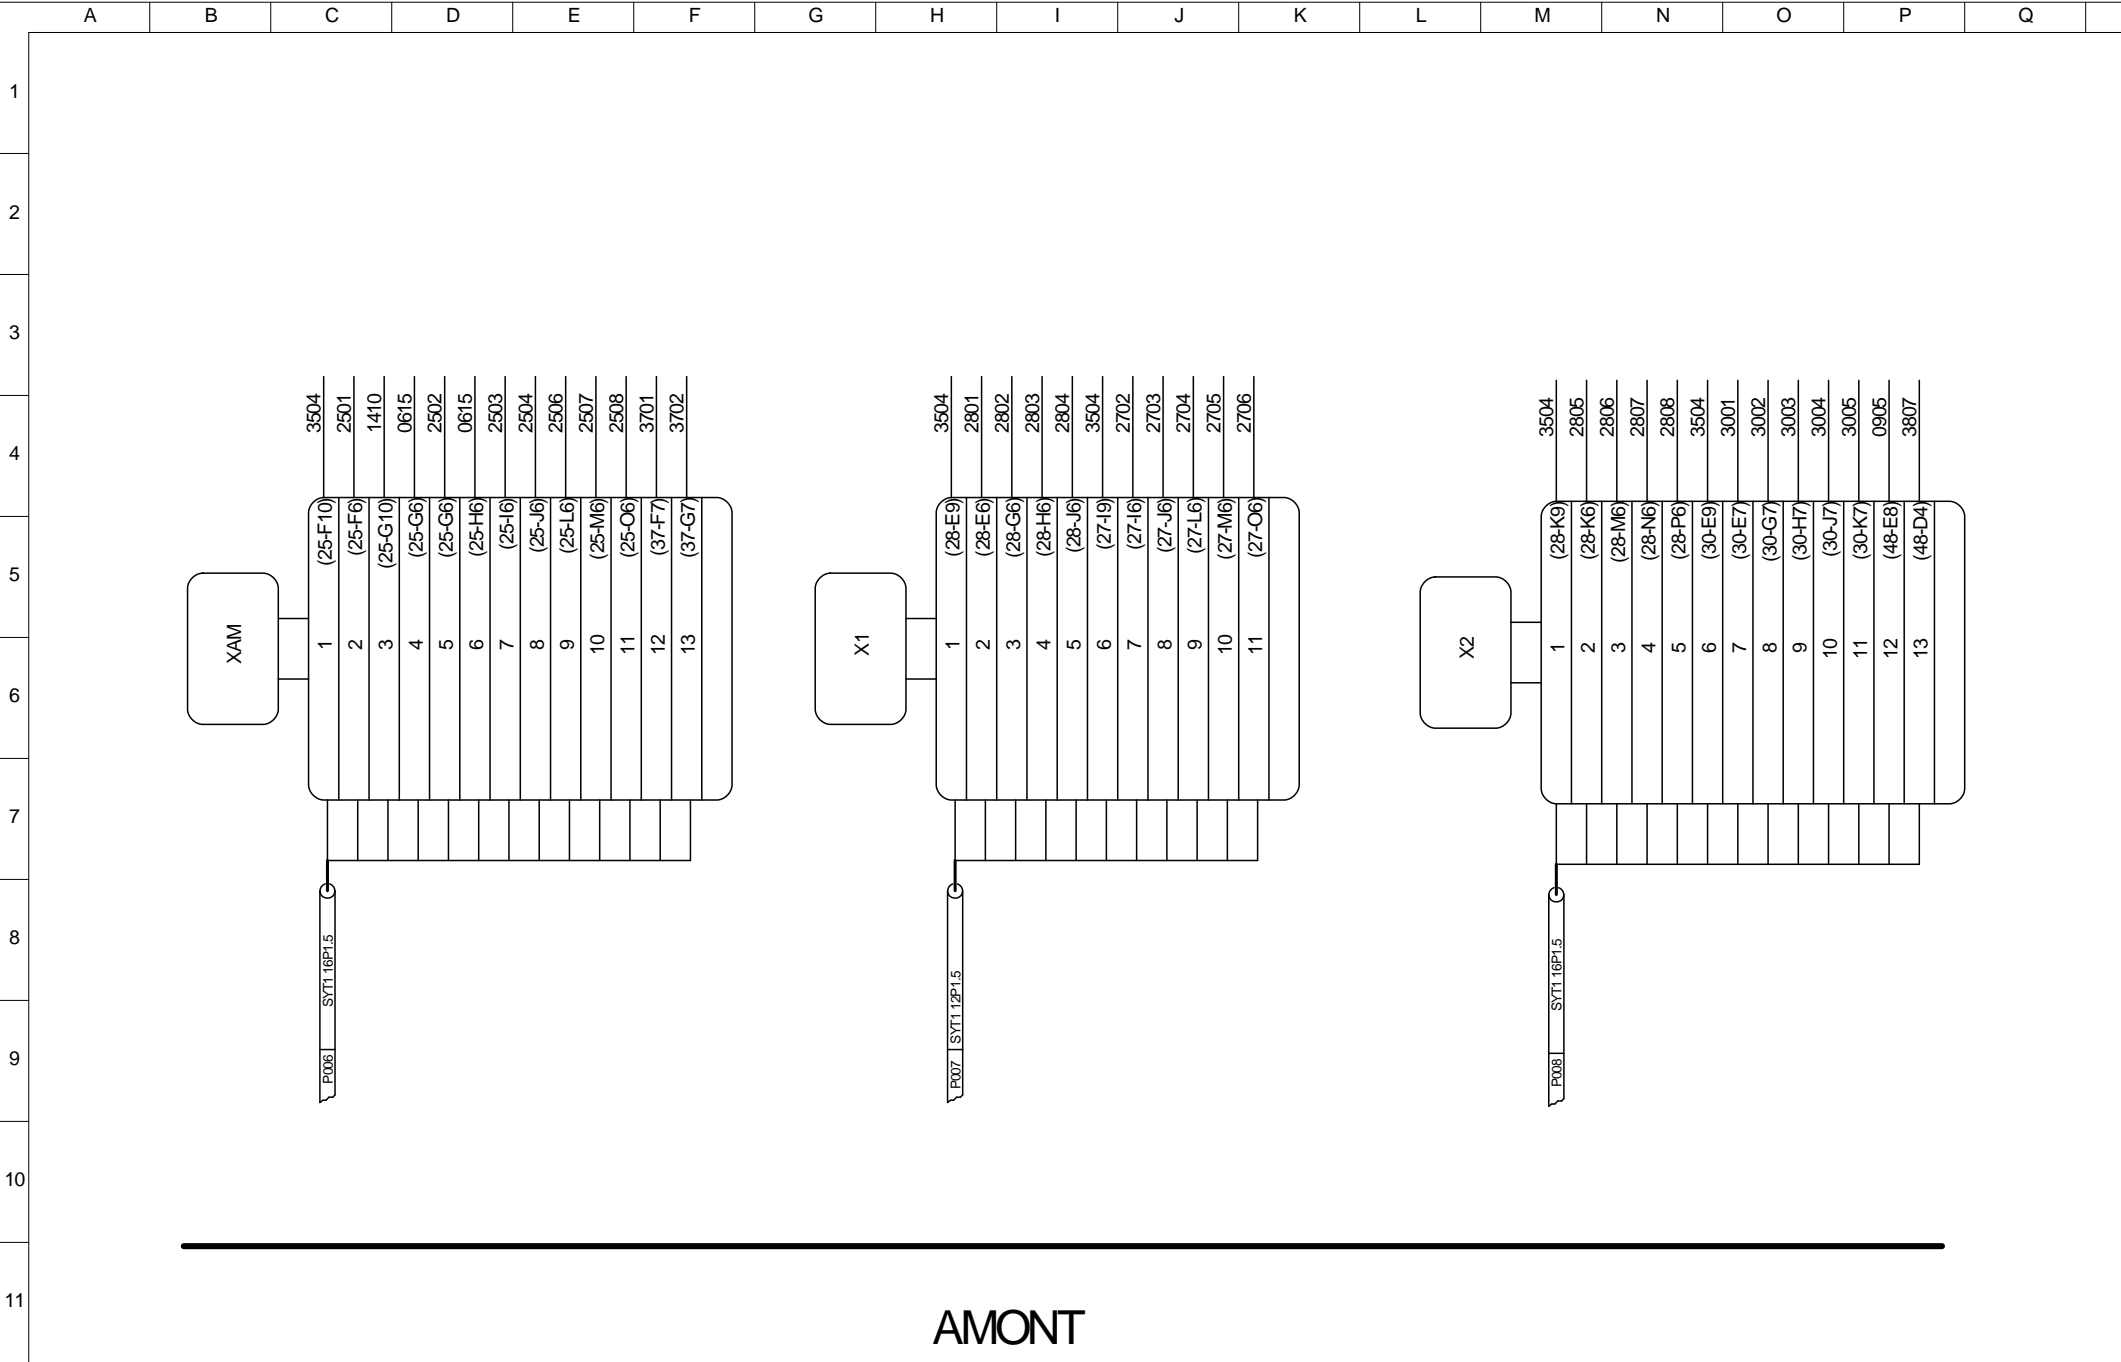 A B C D E F G H I J K L M N O P Q
1
2
3
4
5
6
7
8
9
10
11
3504 2501 1410 0615 2502 0615 2503 2504 2506 2507 2508 3701 3702
(25-F10) (25-F6) (25-G10) (25-G6) (25-G6) (25-H6) (25-I6) (25-J6) (25-L6) (25-M6) (25-O6) (37-F7) (37-G7)
XAM
1 2 3 4 5 6 7 8 9 10 11 12 13
SYT1 16P1.5
P006
3504 2801 2802 2803 2804 3504 2702 2703 2704 2705 2706
(28-E9) (28-E6) (28-G6) (28-H6) (28-J6) (27-I9) (27-I6) (27-J6) (27-L6) (27-M6) (27-O6)
X1
1 2 3 4 5 6 7 8 9 10 11
SYT1 12P1.5
P007
3504 2805 2806 2807 2808 3504 3001 3002 3003 3004 3005 0905 3807
(28-K9) (28-K6) (28-M6) (28-N6) (28-P6) (30-E9) (30-E7) (30-G7) (30-H7) (30-J7) (30-K7) (48-E8) (48-D4)
X2
1 2 3 4 5 6 7 8 9 10 11 12 13
SYT1 16P1.5
P008
AMONT